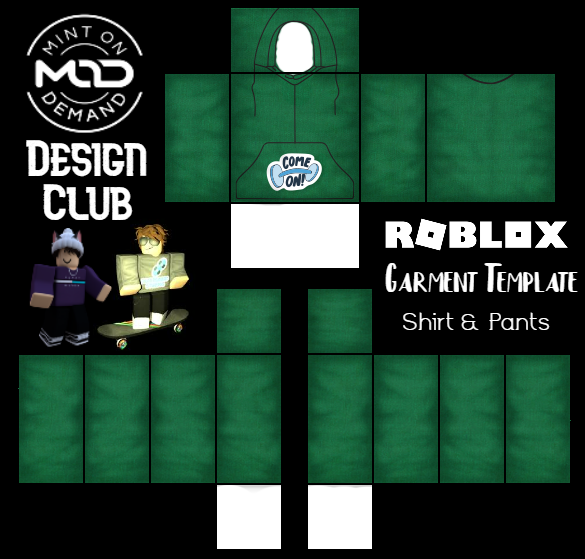 MINT ON
MOD
DEMAND
DESIGN
CLUB
COME
ON!
ROBLOX
GARMENT TEMPLATE
Shirt & Pants